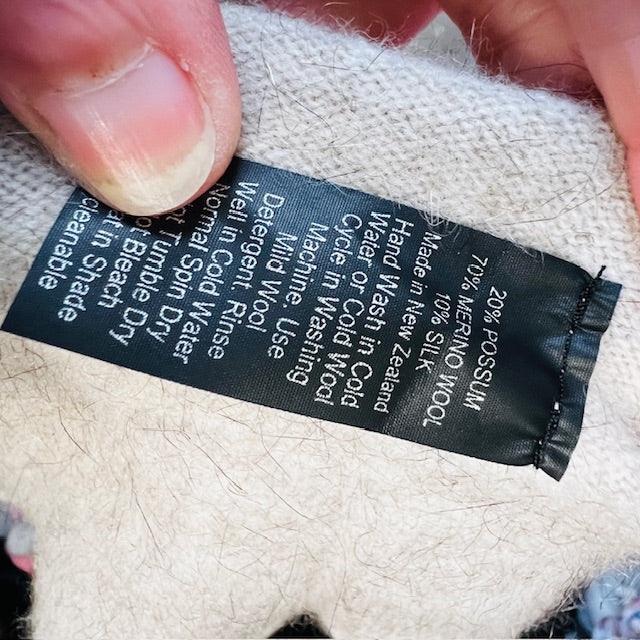 20% POSSUM
70% MERINO WOOL
10% SILK
Made in New Zealand
Hand Wash in Cold
Water or Cold Wool
Cycle in Washing
Machine. Use
Mild Wool
Detergent. Rinse
Well in Cold Water
Normal Spin Dry
Tumble Dry
Bleach
in Shade